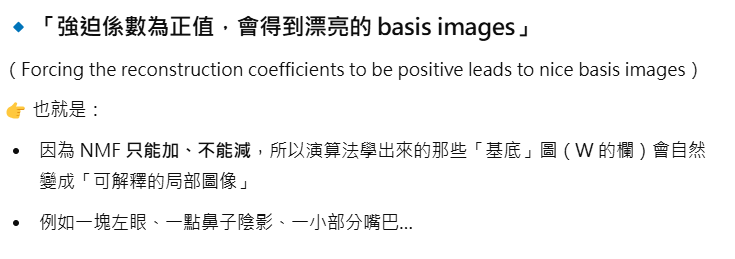 🔹 「強迫係數為正值，會得到漂亮的 basis images」
（Forcing the reconstruction coefficients to be positive leads to nice basis images）
👉 也就是：
• 因為 NMF 只能加、不能減，所以演算法學出來的那些「基底」圖（W 的欄）會自然
變成「可解釋的局部圖像」
• 例如一塊左眼、一點鼻子陰影、一小部分嘴巴...